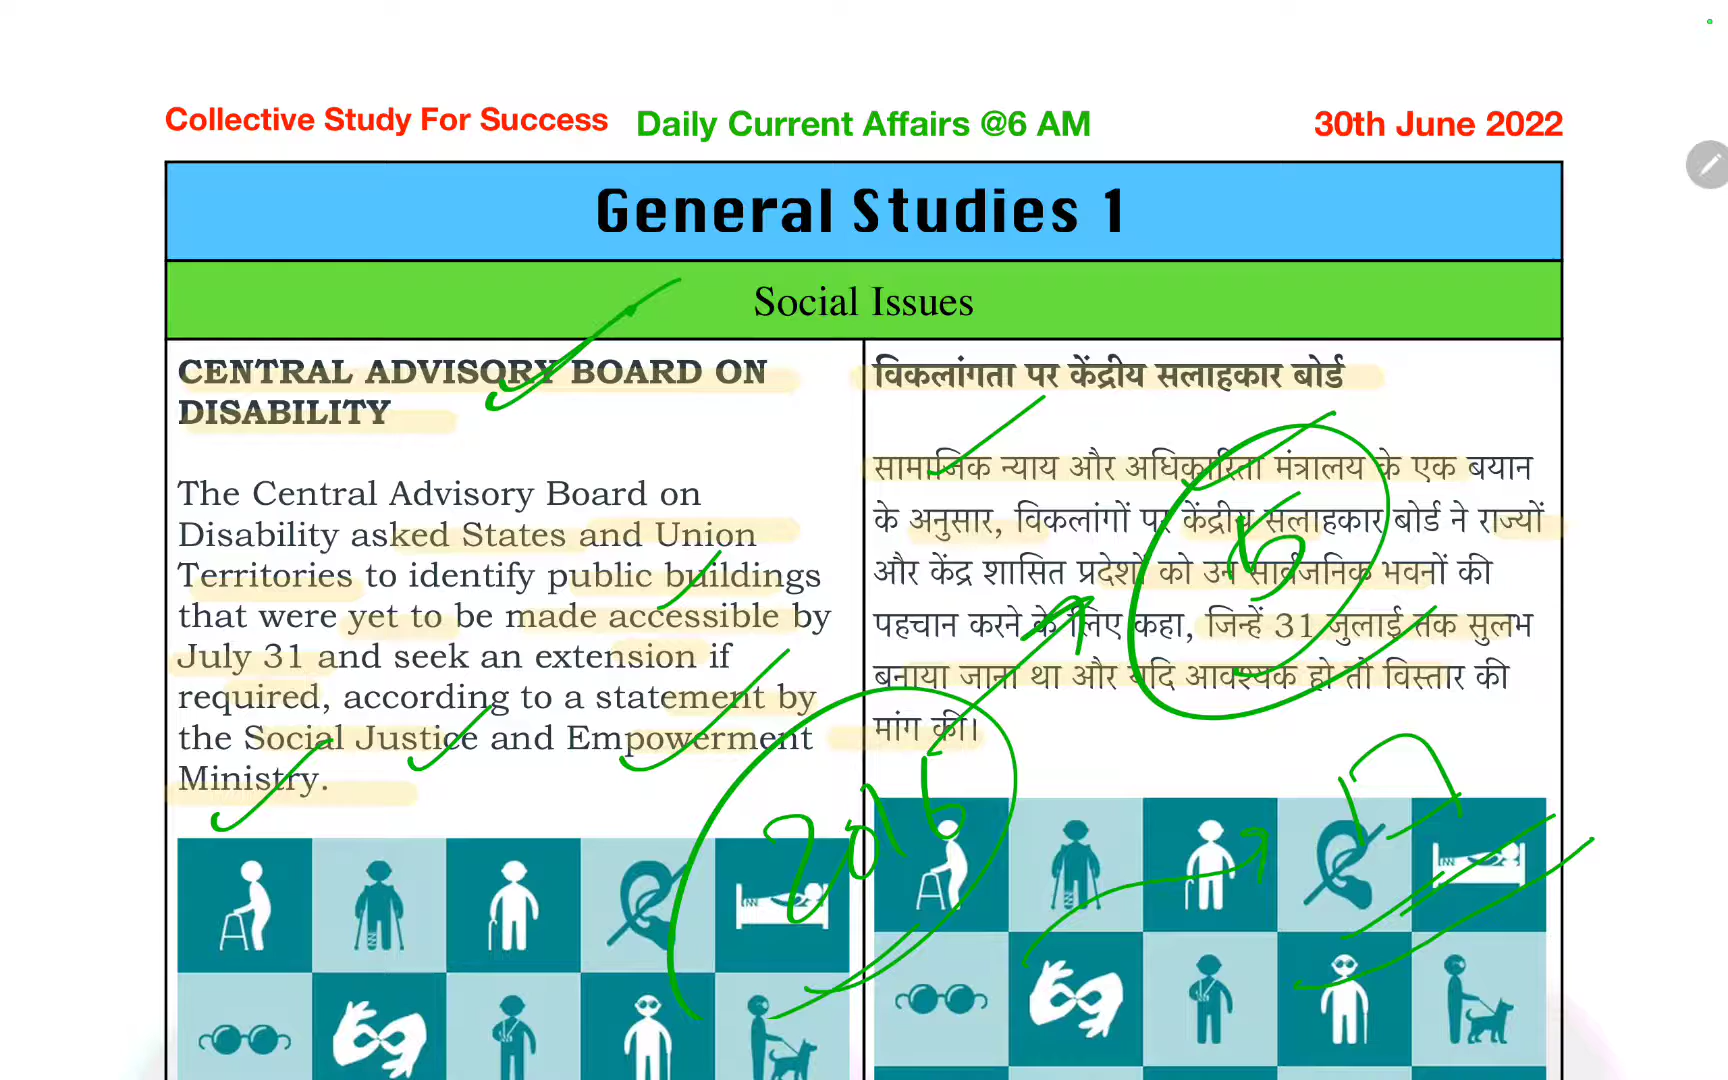 Collective Study For Success Daily Current Affairs @6 AM 30th June 2022
General Studies 1
Social Issues
CENTRAL ADVISORY BOARD ON
DISABILITY
The Central Advisory Board on
Disability asked States and Union
Territories to identify public buildings
that were yet to be made accessible by
July 31 and seek an extension if
required, according to a statement by
the Social Justice and Empowerment
Ministry.
विकलांगता पर केंद्रीय सलाहकार बोर्ड
सामाजिक न्याय और अधिकारिता मंत्रालय के एक बयान
के अनुसार, विकलांगों पर केंद्रीय सलाहकार बोर्ड ने राज्यों
और केंद्र शासित प्रदेशों को उन सार्वजनिक भवनों की
पहचान करने के लिए कहा, जिन्हें 31 जुलाई तक सुलभ
बनाया जाना था और यदि आवश्यक हो तो विस्तार की
मांग की।
5
2016
17